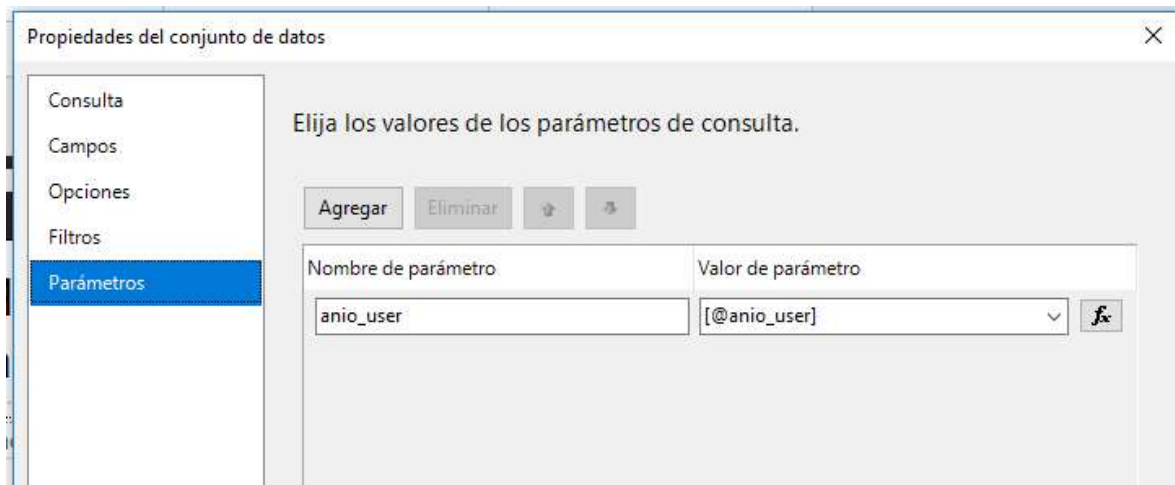 Propiedades del conjunto de datos
Consulta
Campos
Opciones
Filtros
Parámetros
Elija los valores de los parámetros de consulta.
Agregar Eliminar
Nombre de parámetro Valor de parámetro
anio_user [@anio_user] fx